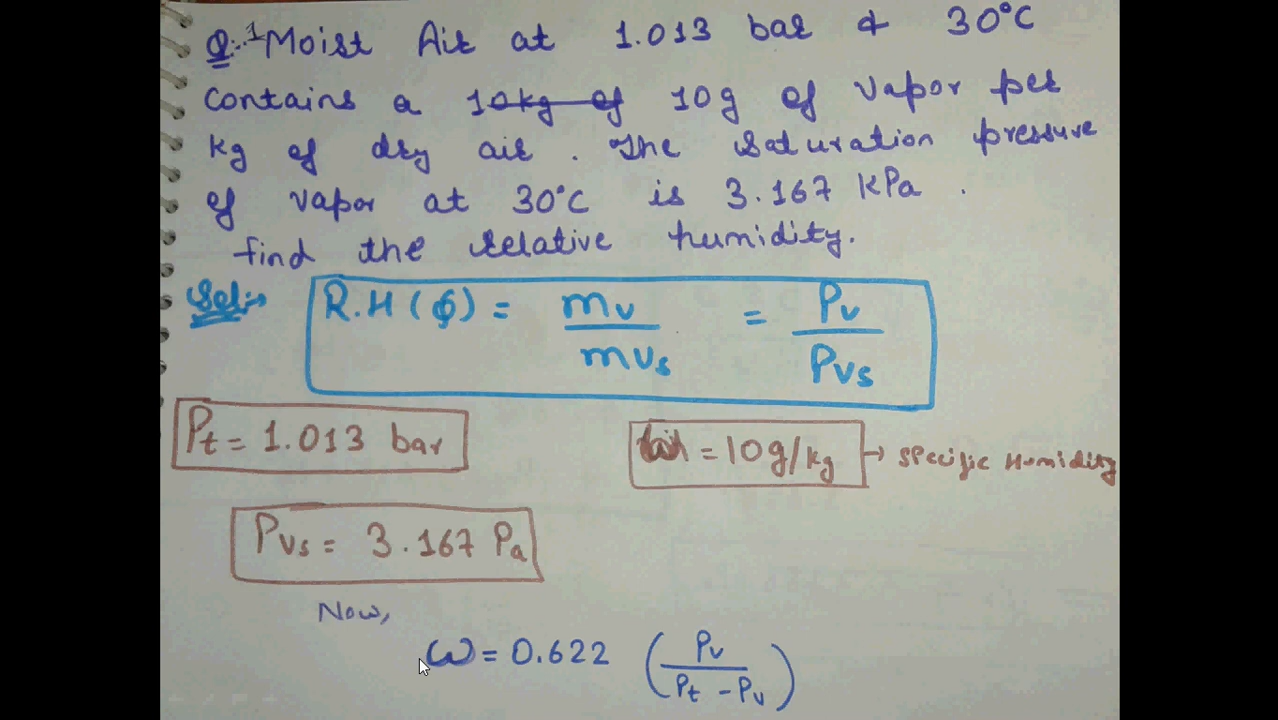 Q:-1 Moist Air at 1.013 bar & 30°C
contains a 10kg of 10g of vapor per
kg of dry air. The saturation pressure
of vapor at 30°C is 3.167 KPa.
find the relative humidity.
Sol:→ R.H (ϕ) = mv / mvs = Pv / Pvs
Pt = 1.013 bar
= 10g/kg → Specific Humidity
Pvs = 3.167 Pa
Now,
ω = 0.622 (Pv / Pt - Pv)